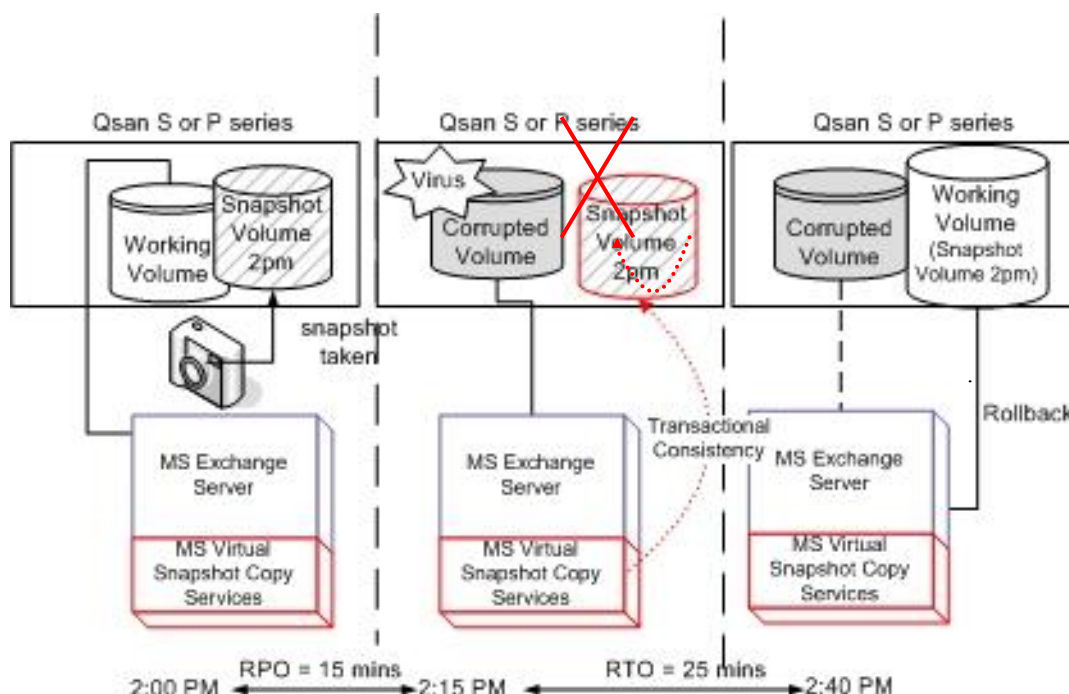 Qsan S or P series
Working
Volume
Snapshot
Volume
2pm
snapshot
taken
MS Exchange
Server
MS Virtual
Snapshot Copy
Services
Qsan S or P series
Virus
Corrupted
Volume
Snapshot
Volume
2pm
Transactional
Consistency
MS Exchange
Server
MS Virtual
Snapshot Copy
Services
Qsan S or P series
Corrupted
Volume
Working
Volume
(Snapshot
Volume 2pm)
Rollback
MS Exchange
Server
MS Virtual
Snapshot Copy
Services
RPO = 15 mins
RTO = 25 mins
2:00 PM
2:15 PM
2:40 PM